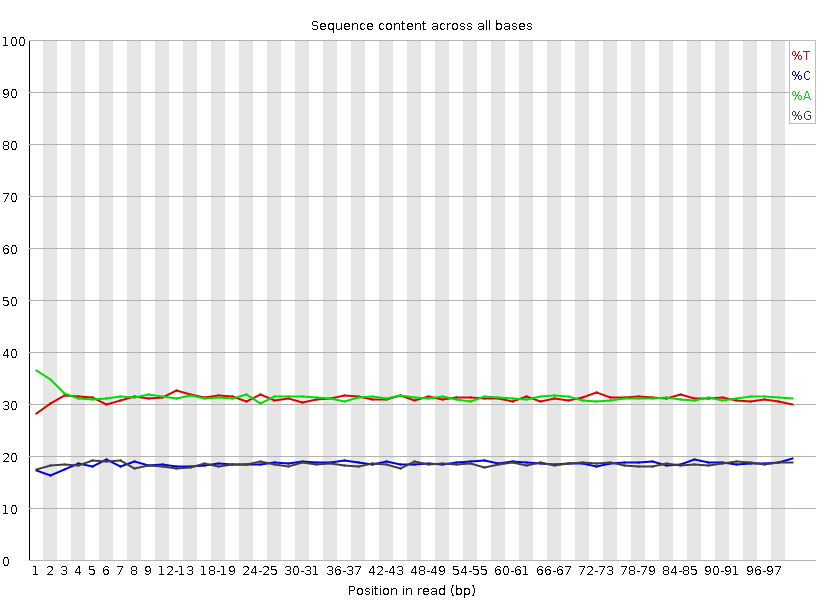 Sequence content across all bases
100
90
80
70
60
50
40
30
20
10
0
%T
%C
%A
%G
1 2 3 4 5 6 7 8 9 12-13 18-19 24-25 30-31 36-37 42-43 48-49 54-55 60-61 66-67 72-73 78-79 84-85 90-91 96-97
Position in read (bp)